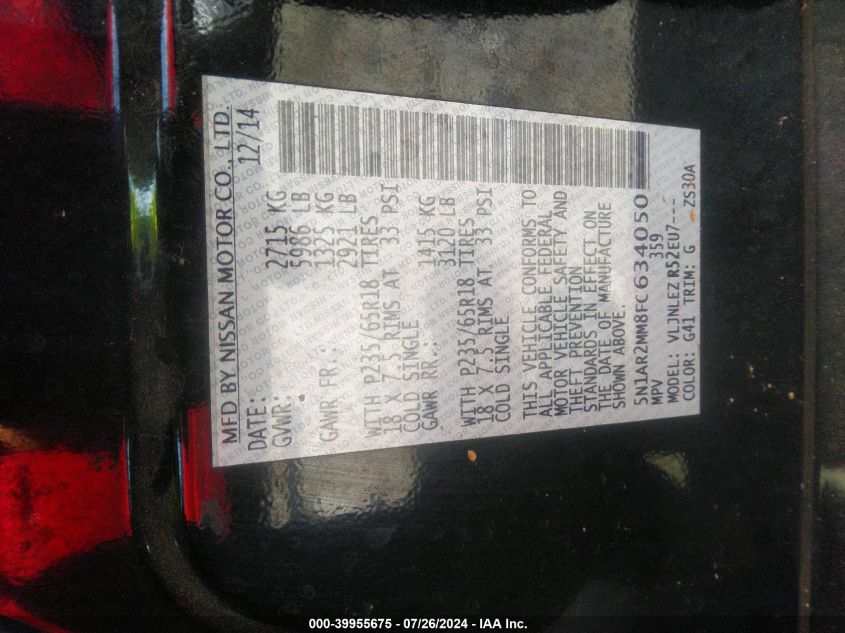 MFD BY NISSAN MOTOR CO., LTD.
DATE: 12/14
GVWR: 2715 KG
5986 LB
GAWR FR.: 1325 KG
2921 LB
WITH P235/65R18 TIRES
18 X 7.5 RIMS AT 33 PSI
COLD SINGLE
GAWR RR.: 1415 KG
3120 LB
WITH P235/65R18 TIRES
18 X 7.5 RIMS AT 33 PSI
COLD SINGLE
THIS VEHICLE CONFORMS TO
ALL APPLICABLE FEDERAL
MOTOR VEHICLE SAFETY AND
THEFT PREVENTION
STANDARDS IN EFFECT ON
THE DATE OF MANUFACTURE
SHOWN ABOVE.
5N1AR2MM8FC634050
MPV 359
MODEL: VLJNLEZ R52EU7----
COLOR: G41 TRIM: G ZS30A
000-39955675 / 07/26/2024 - IAA Inc.